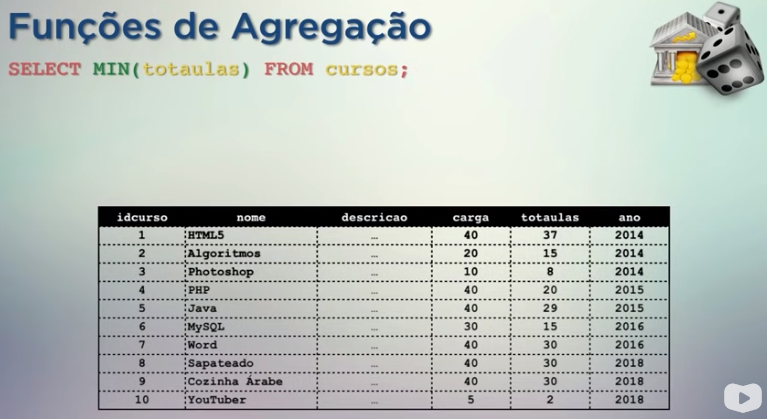 Funções de Agregação
SELECT MIN(totaulas) FROM cursos;
idcurso nome descricao carga totaulas ano
1 HTML5 ... 40 37 2014
2 Algoritmos ... 20 15 2014
3 Photoshop ... 10 8 2014
4 PHP ... 40 20 2015
5 Java ... 40 29 2015
6 MySQL ... 30 15 2016
7 Word ... 40 30 2016
8 Sapateado ... 40 30 2018
9 Cozinha Árabe ... 40 30 2018
10 YouTuber ... 5 2 2018